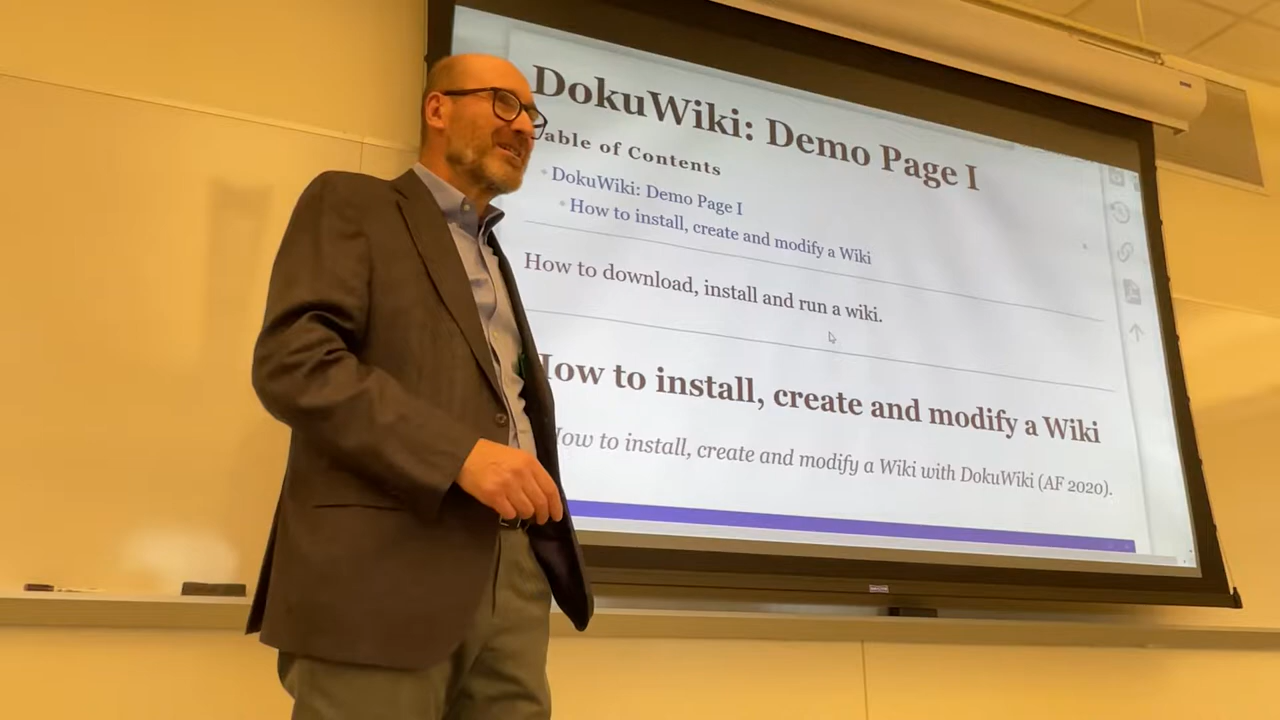 DokuWiki: Demo Page I
able of Contents
DokuWiki: Demo Page I
How to install, create and modify a Wiki
How to download, install and run a wiki.
How to install, create and modify a Wiki
How to install, create and modify a Wiki with DokuWiki (AF 2020).